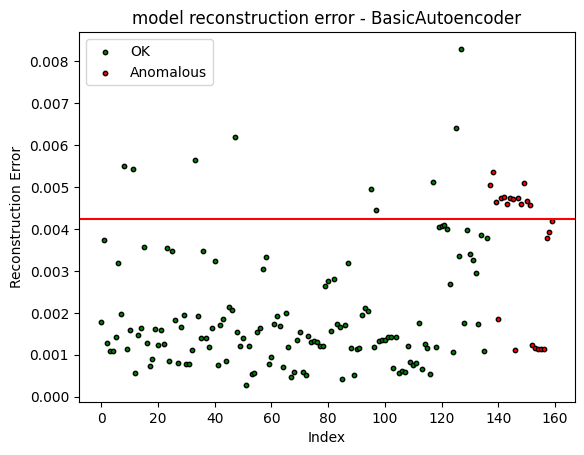 model reconstruction error - BasicAutoencoder
OK
Anomalous
0.008
0.007
0.006
0.005
0.004
0.003
0.002
0.001
0.000
Reconstruction Error
0 20 40 60 80 100 120 140 160
Index